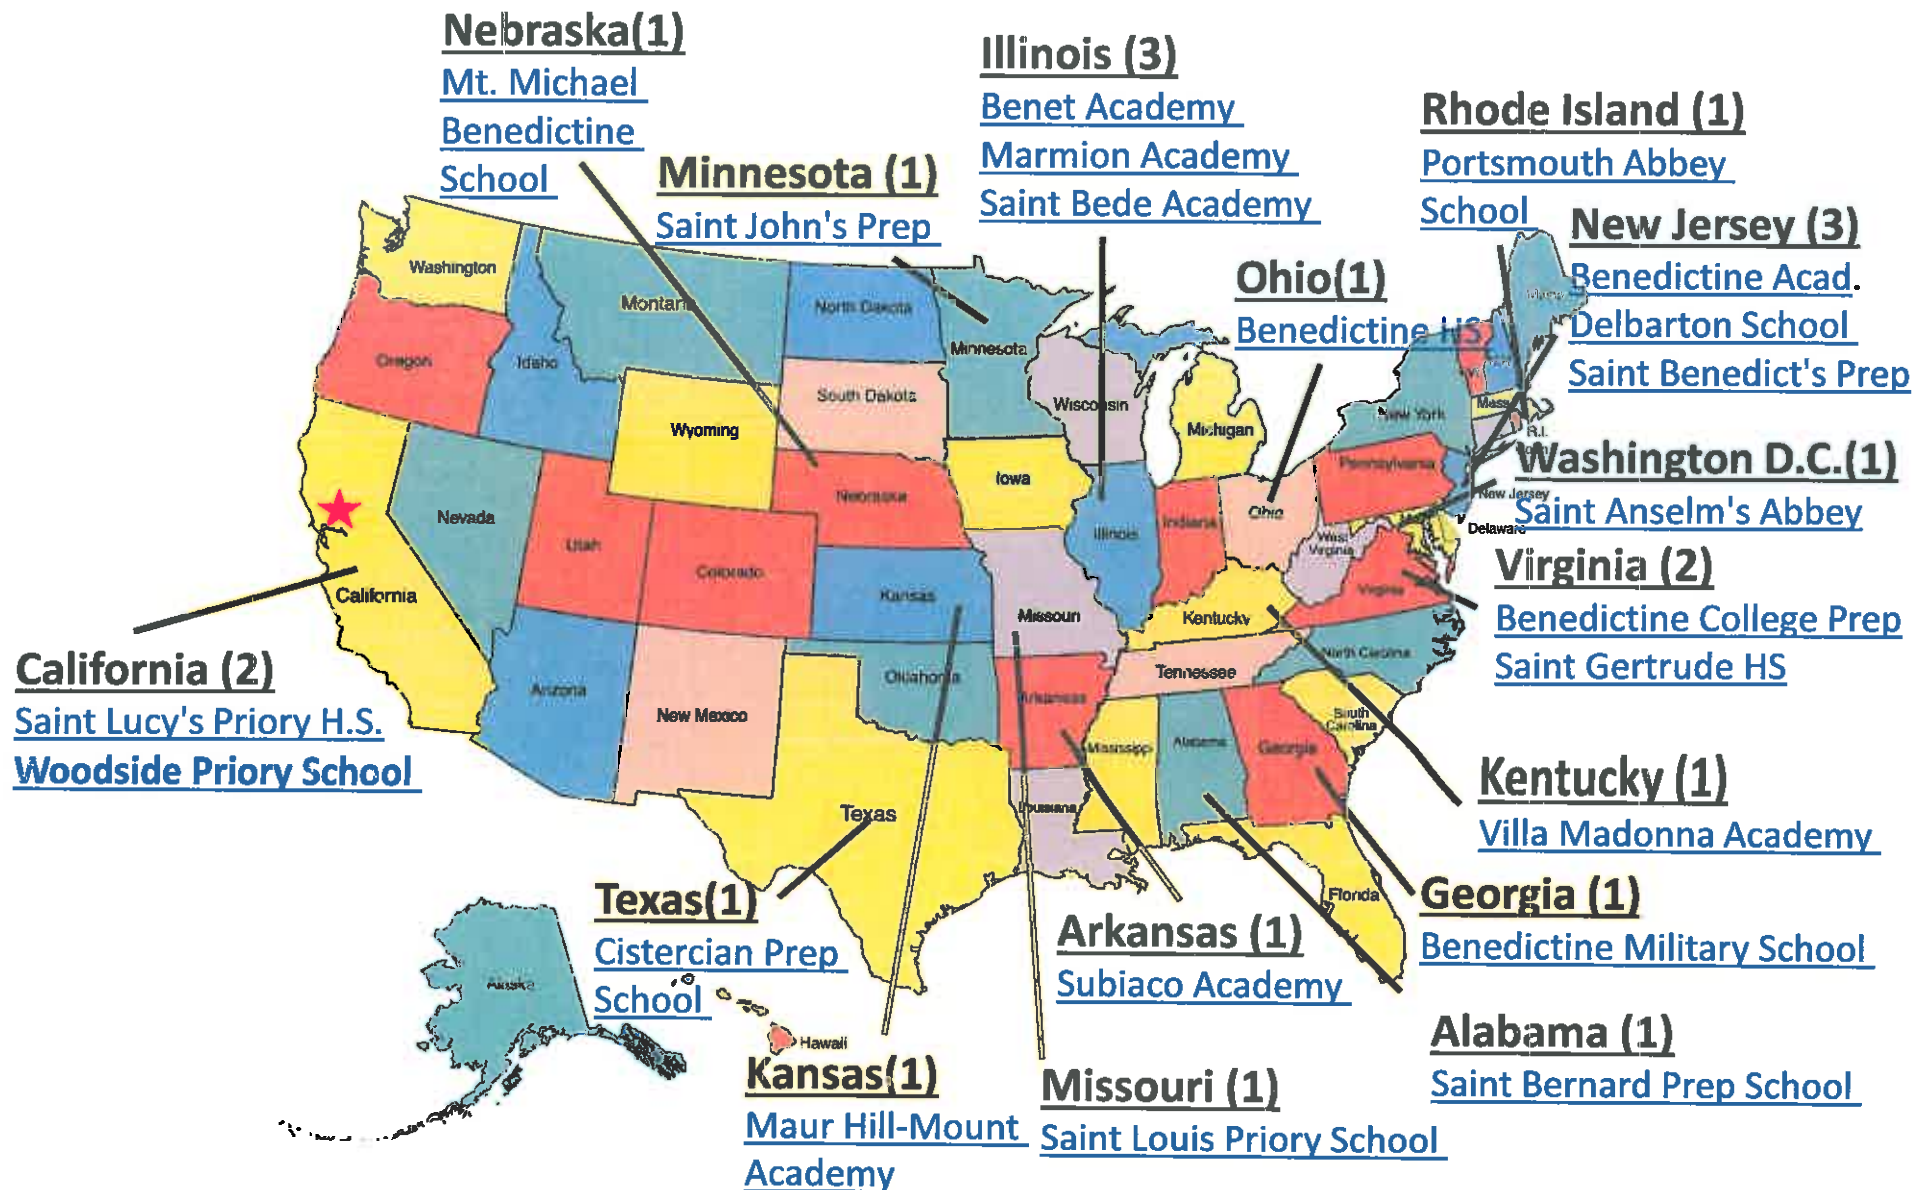 Nebraska(1)
Mt. Michael
Benedictine
School
Illinois (3)
Benet Academy
Marmion Academy
Saint Bede Academy
Rhode Island (1)
Portsmouth Abbey
School
Minnesota (1)
Saint John's Prep
New Jersey (3)
Benedictine Acad.
Delbarton School
Saint Benedict's Prep
Ohio(1)
Benedictine HS
Washington D.C.(1)
Saint Anselm's Abbey
Virginia (2)
Benedictine College Prep
Saint Gertrude HS
California (2)
Saint Lucy's Priory H.S.
Woodside Priory School
Kentucky (1)
Villa Madonna Academy
Texas(1)
Cistercian Prep
School
Arkansas (1)
Subiaco Academy
Georgia (1)
Benedictine Military School
Alabama (1)
Saint Bernard Prep School
Kansas(1)
Maur Hill-Mount
Academy
Missouri (1)
Saint Louis Priory School
Washington
Montana
North Dakota
Minnesota
Oregon
Idaho
South Dakota
Wisconsin
Wyoming
Michigan
New York
Mass
R.I.
Pennsylvania
Iowa
Nebraska
New Jersey
Nevada
Utah
Colorado
Illinois
Indiana
Ohio
West
Virginia
Delaware
California
Kansas
Missouri
Kentucky
Virginia
North Carolina
Tennessee
Arizona
New Mexico
Oklahoma
Arkansas
South
Carolina
Mississippi
Alabama
Georgia
Texas
Louisiana
Florida
Alaska
Hawaii